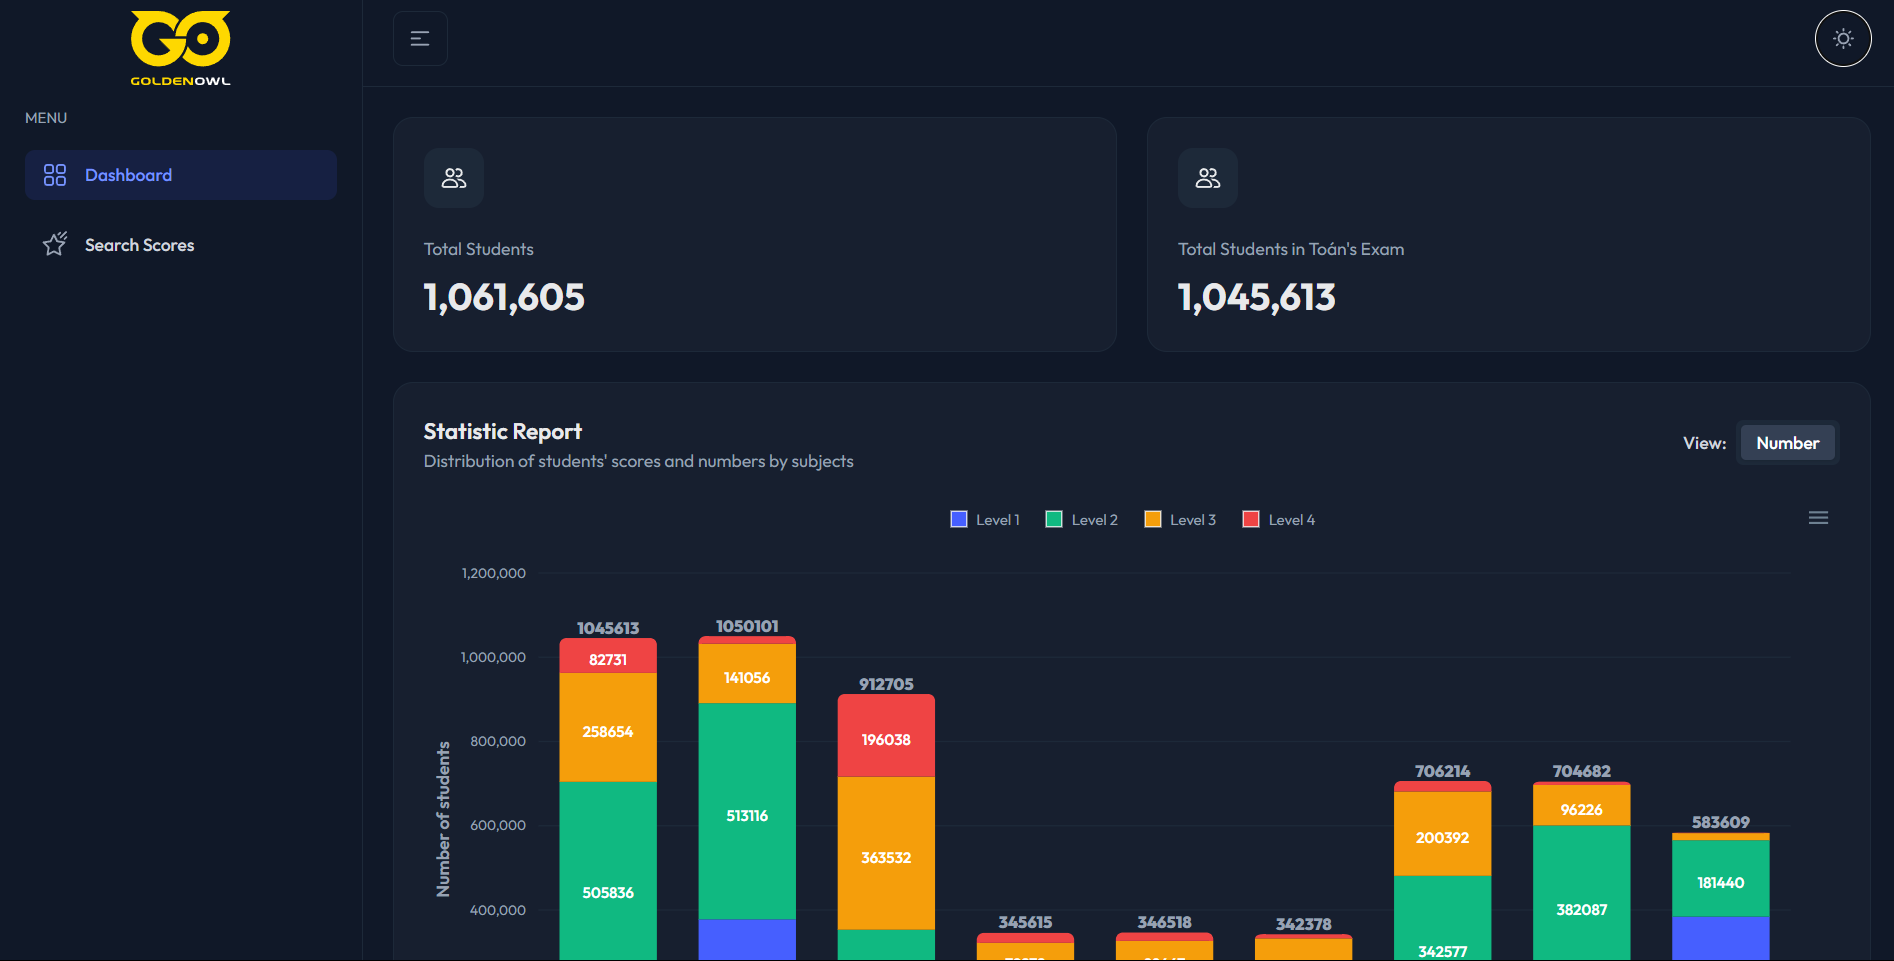 GOLDENOWL
MENU
Dashboard
Search Scores
Total Students
1,061,605
Total Students in Toán's Exam
1,045,613
Statistic Report
Distribution of students' scores and numbers by subjects
View: Number
Level 1 Level 2 Level 3 Level 4
Number of students
1,200,000
1,000,000
800,000
600,000
400,000
1045613
82731
258654
505836
1050101
141056
513116
912705
196038
363532
345615
346518
342378
706214
200392
342577
704682
96226
382087
583609
181440